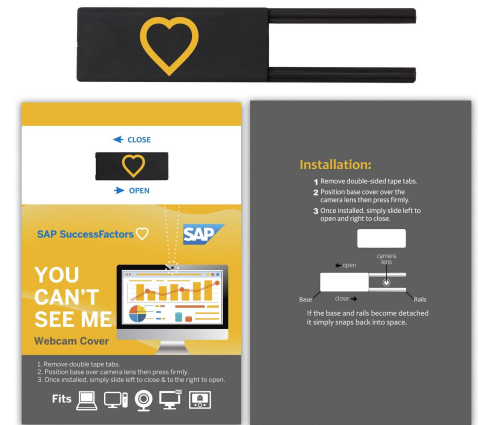 CLOSE
OPEN
SAP SuccessFactors
SAP
YOU
CAN'T
SEE ME
Webcam Cover
1. Remove double tape tabs.
2. Position base over camera lens then press firmly.
3. Once installed, simply slide left to close & to the right to open.
Fits
Installation:
1 Remove double-sided tape tabs.
2 Position base cover over the
camera lens then press firmly.
3 Once installed, simply slide left to
open and right to close.
camera
lens
open
Base
close
Rails
If the base and rails become detached
it simply snaps back into space.